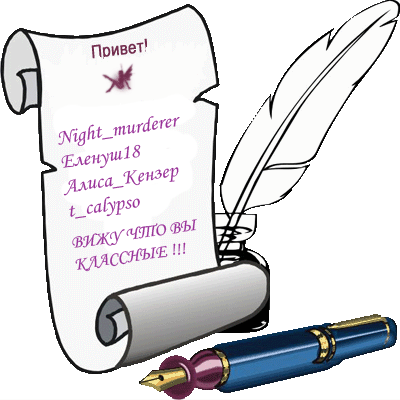 Привет!
Night_murderer
Еленуш18
Алиса_Кензер
t_calypso
ВИЖУ ЧТО ВЫ
КЛАССНЫЕ !!!